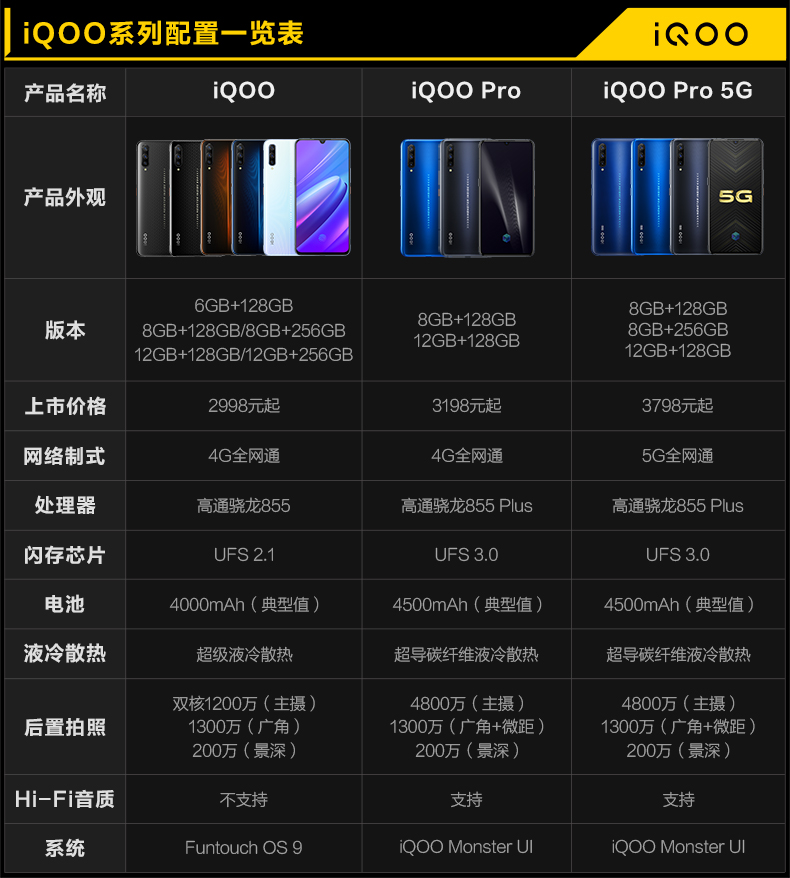 iQOO系列配置一览表
iQOO
产品名称
iQOO
iQOO Pro
iQOO Pro 5G
产品外观
iQOO
iQOO
iQOO
iQOO
iQOO
iQOO
iQOO
iQOO
iQOO
iQOO
5G
版本
6GB+128GB
8GB+128GB/8GB+256GB
12GB+128GB/12GB+256GB
8GB+128GB
12GB+128GB
8GB+128GB
8GB+256GB
12GB+128GB
上市价格
2998元起
3198元起
3798元起
网络制式
4G全网通
4G全网通
5G全网通
处理器
高通骁龙855
高通骁龙855 Plus
高通骁龙855 Plus
闪存芯片
UFS 2.1
UFS 3.0
UFS 3.0
电池
4000mAh（典型值）
4500mAh（典型值）
4500mAh（典型值）
液冷散热
超级液冷散热
超导碳纤维液冷散热
超导碳纤维液冷散热
后置拍照
双核1200万（主摄）
1300万（广角）
200万（景深）
4800万（主摄）
1300万（广角+微距）
200万（景深）
4800万（主摄）
1300万（广角+微距）
200万（景深）
Hi-Fi音质
不支持
支持
支持
系统
Funtouch OS 9
iQOO Monster UI
iQOO Monster UI